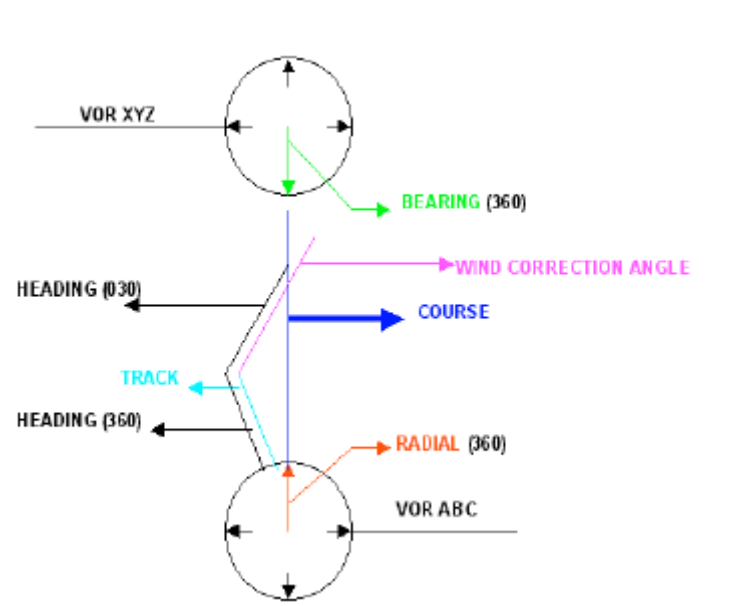 VOR XYZ
BEARING (360)
WIND CORRECTION ANGLE
HEADING (030)
COURSE
TRACK
HEADING (360)
RADIAL (360)
VOR ABC